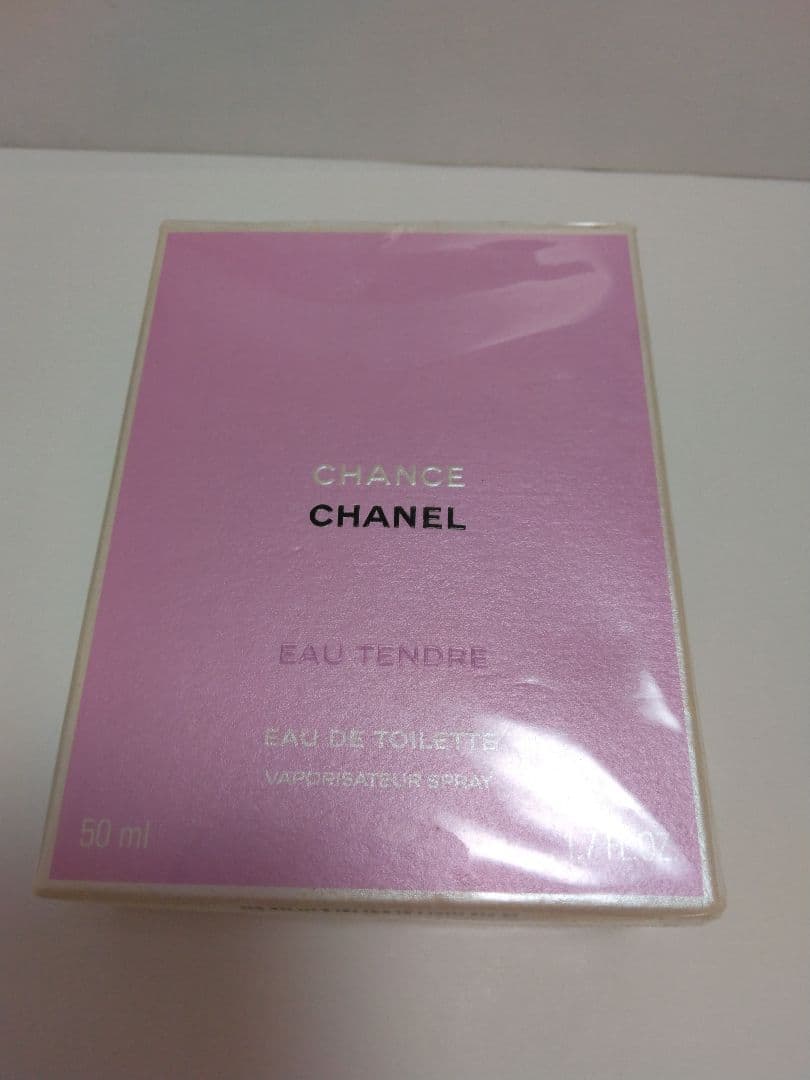 CHANCE
CHANEL
EAU TENDRE
EAU DE TOILETTE
VAPORISATEUR SPRAY
50 ml
1.7 FL.OZ